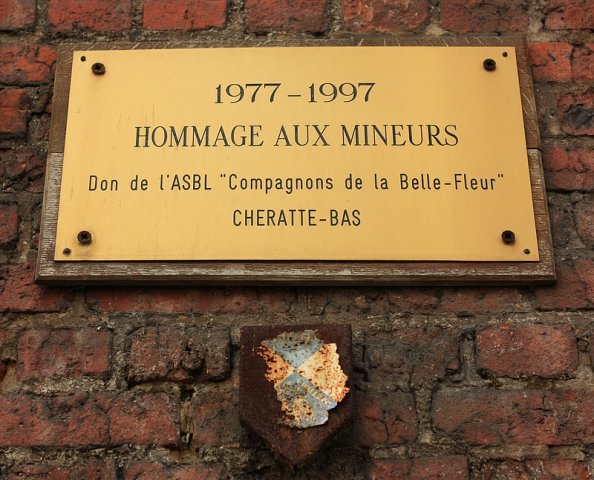 1977 – 1997
HOMMAGE AUX MINEURS
Don de l'ASBL "Compagnons de la Belle-Fleur"
CHERATTE-BAS